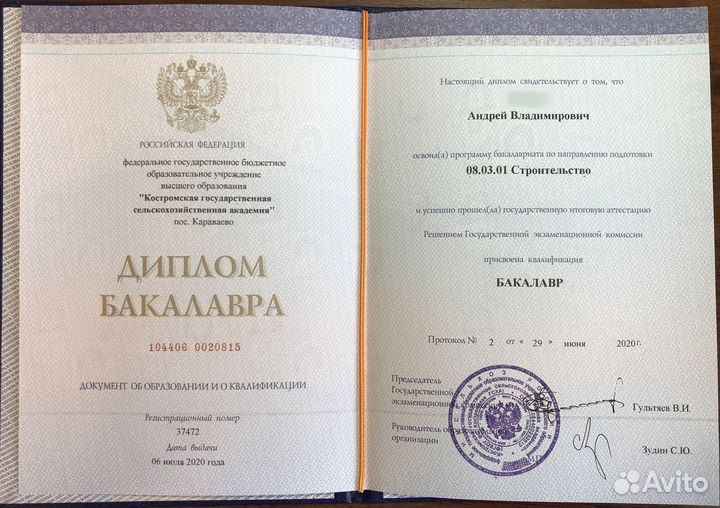 РОССИЙСКАЯ ФЕДЕРАЦИЯ
федеральное государственное бюджетное
образовательное учреждение
высшего образования
"Костромская государственная
сельскохозяйственная академия"
пос. Караваево
ДИПЛОМ
БАКАЛАВРА
104406 0020815
ДОКУМЕНТ ОБ ОБРАЗОВАНИИ И О КВАЛИФИКАЦИИ
Регистрационный номер
37472
Дата выдачи
06 июля 2020 года
Настоящий диплом свидетельствует о том, что
Андрей Владимирович
освоил(а) программу бакалавриата по направлению подготовки
08.03.01 Строительство
и успешно прошел(ла) государственную итоговую аттестацию
Решением Государственной экзаменационной комиссии
присвоена квалификация
БАКАЛАВР
Протокол № 2 от « 29 » июня 2020г.
Председатель
Государственной
экзаменационной
Гультяев В.И.
Руководитель
организации
Зудин С.Ю.
Avito